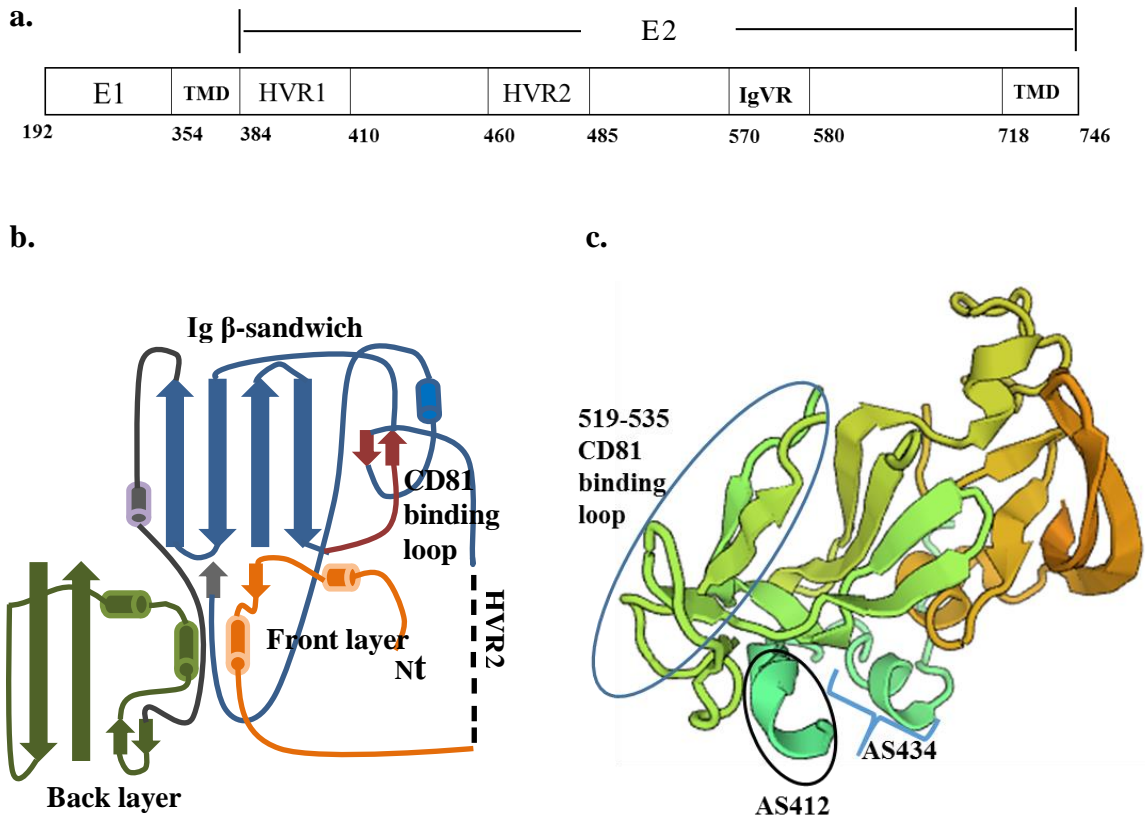 a.
E2
E1 TMD HVR1 HVR2 IgVR TMD
192 354 384 410 460 485 570 580 718 746
b.
c.
Ig β-sandwich
CD81
binding
loop
HVR2
Front layer
Nt
Back layer
519-535
CD81
binding
loop
AS434
AS412